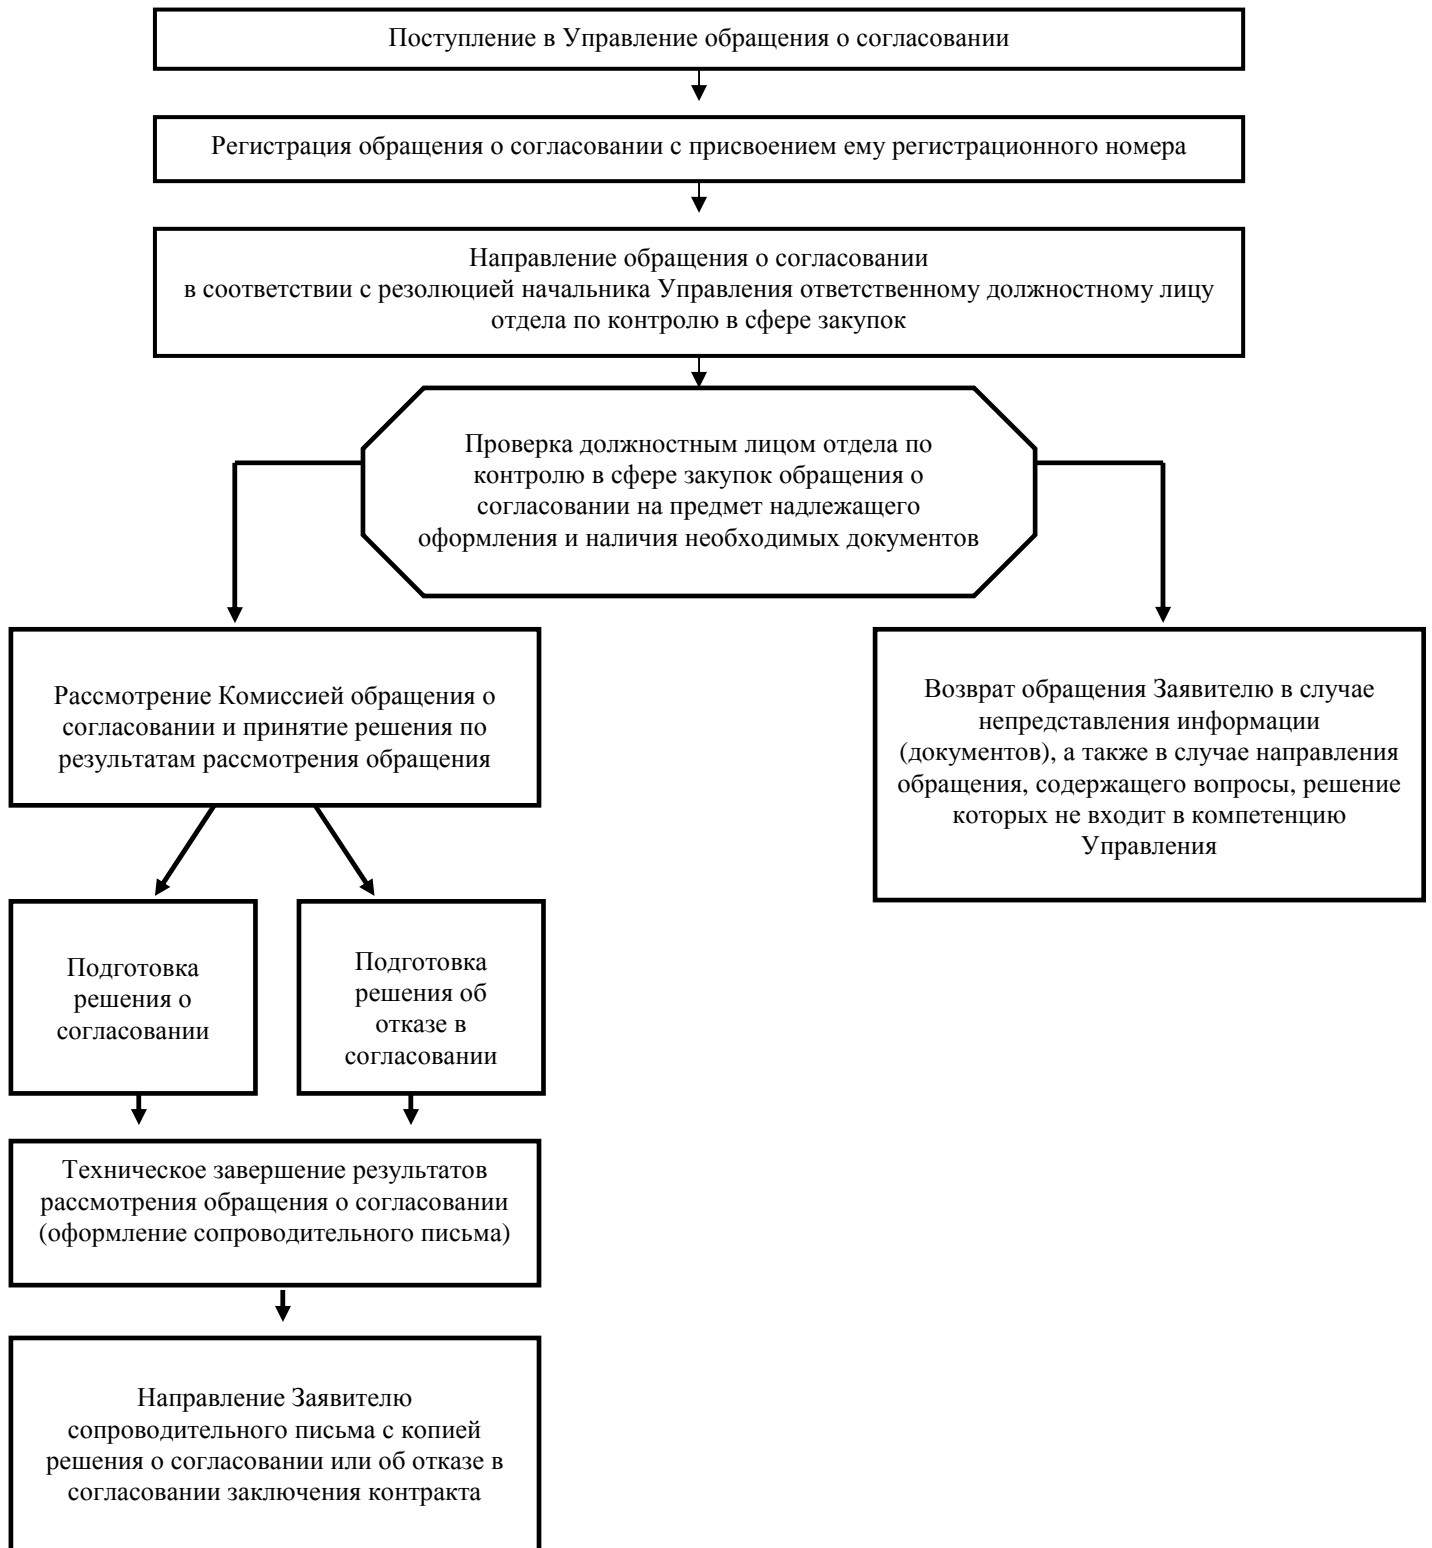 Поступление в Управление обращения о согласовании
Регистрация обращения о согласовании с присвоением ему регистрационного номера
Направление обращения о согласовании
в соответствии с резолюцией начальника Управления ответственному должностному лицу
отдела по контролю в сфере закупок
Проверка должностным лицом отдела по
контролю в сфере закупок обращения о
согласовании на предмет надлежащего
оформления и наличия необходимых документов
Рассмотрение Комиссией обращения о
согласовании и принятие решения по
результатам рассмотрения обращения
Возврат обращения Заявителю в случае
непредставления информации
(документов), а также в случае направления
обращения, содержащего вопросы, решение
которых не входит в компетенцию
Управления
Подготовка
решения о
согласовании
Подготовка
решения об
отказе в
согласовании
Техническое завершение результатов
рассмотрения обращения о согласовании
(оформление сопроводительного письма)
Направление Заявителю
сопроводительного письма с копией
решения о согласовании или об отказе в
согласовании заключения контракта